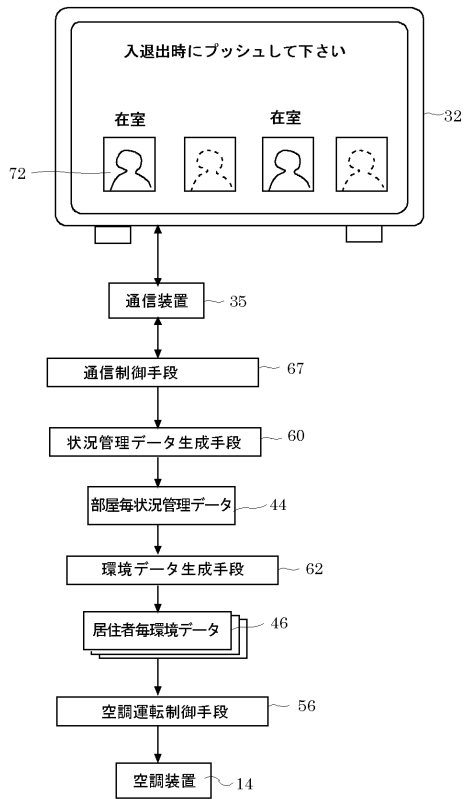 入退出時にプッシュして下さい
在室 在室
32
72
通信装置 35
通信制御手段 67
状況管理データ生成手段 60
部屋毎状況管理データ 44
環境データ生成手段 62
居住者毎環境データ 46
空調運転制御手段 56
空調装置 14